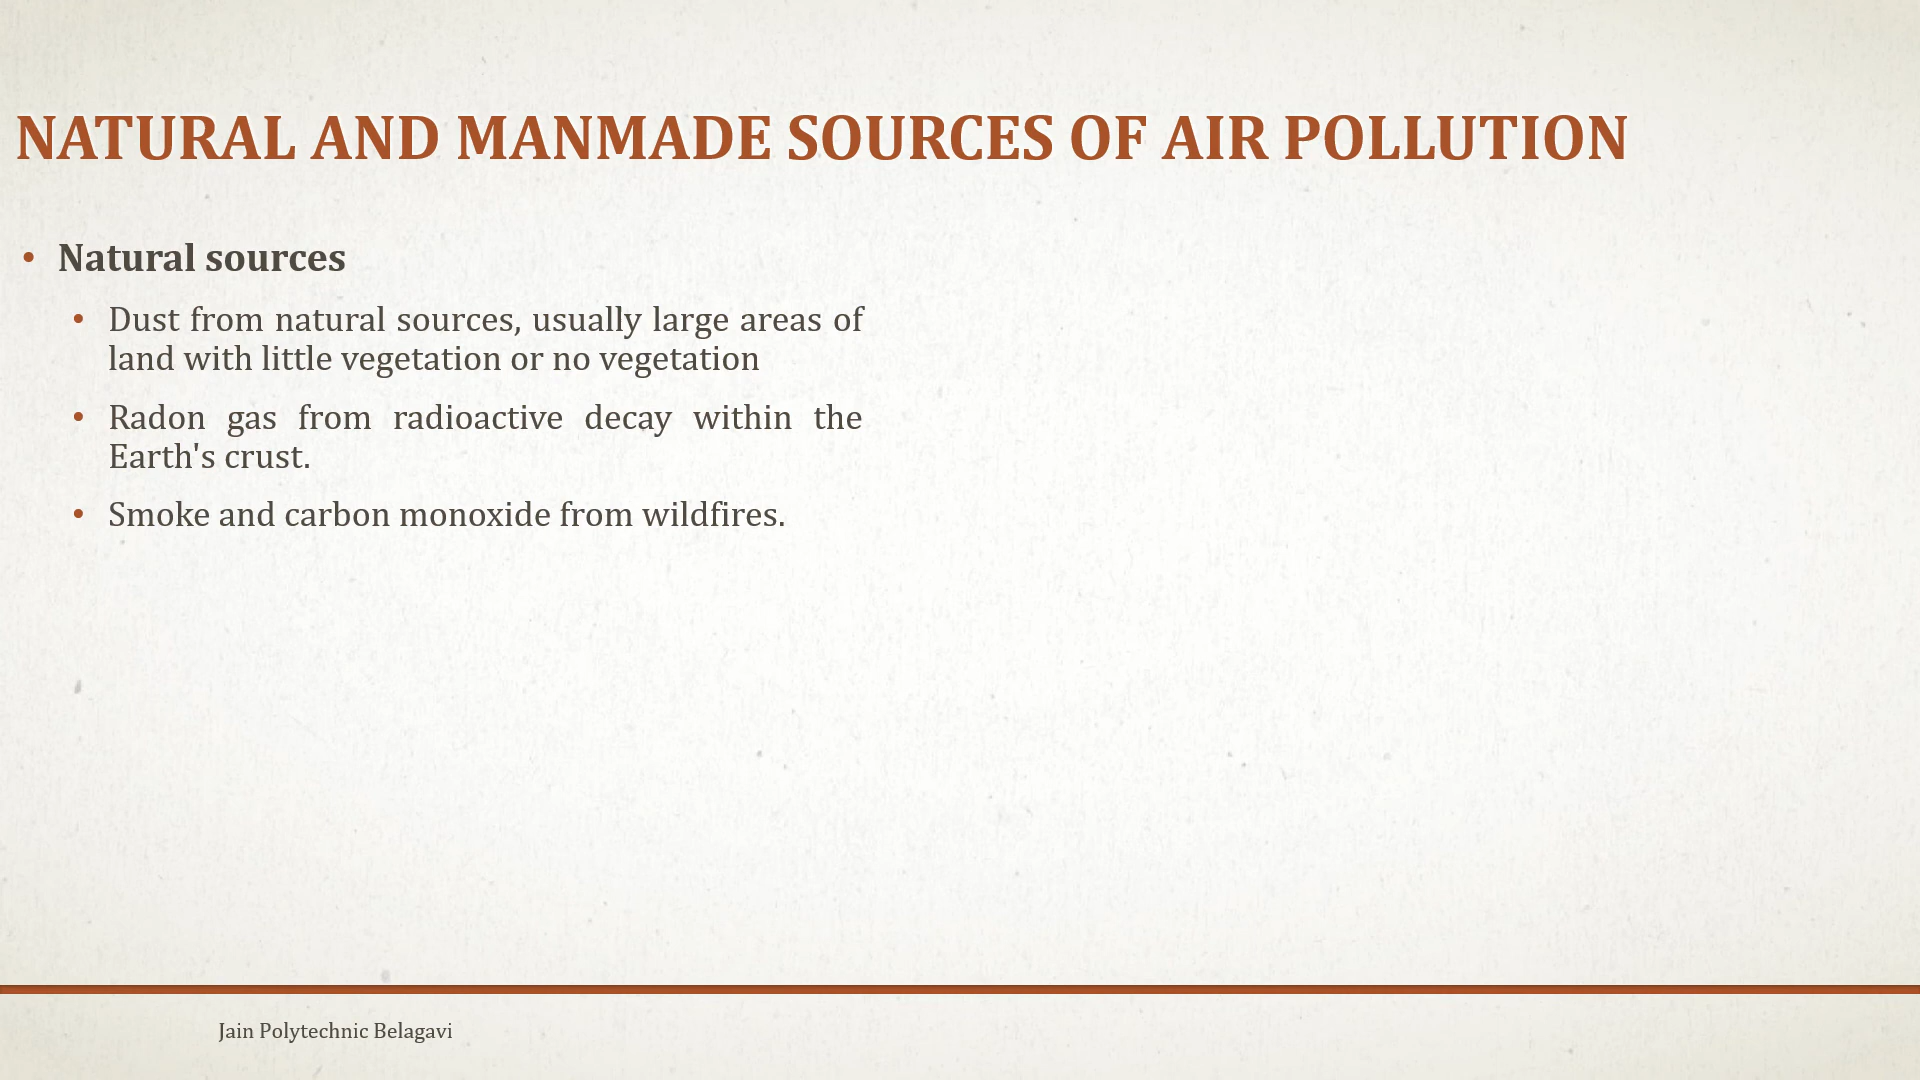 NATURAL AND MANMADE SOURCES OF AIR POLLUTION
• Natural sources
• Dust from natural sources, usually large areas of
land with little vegetation or no vegetation
• Radon gas from radioactive decay within the
Earth's crust.
• Smoke and carbon monoxide from wildfires.
Jain Polytechnic Belagavi